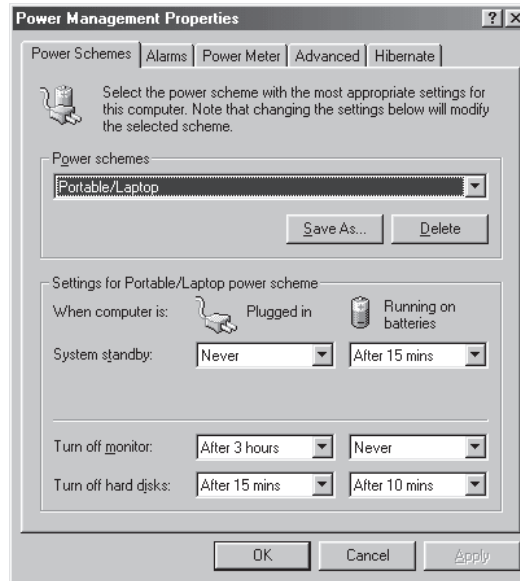 Power Management Properties
? x
Power Schemes Alarms Power Meter Advanced Hibernate
Select the power scheme with the most appropriate settings for
this computer. Note that changing the settings below will modify
the selected scheme.
Power schemes
Portable/Laptop
Save As... Delete
Settings for Portable/Laptop power scheme
When computer is: Plugged in Running on
batteries
System standby: Never After 15 mins
Turn off monitor: After 3 hours Never
Turn off hard disks: After 15 mins After 10 mins
OK Cancel Apply